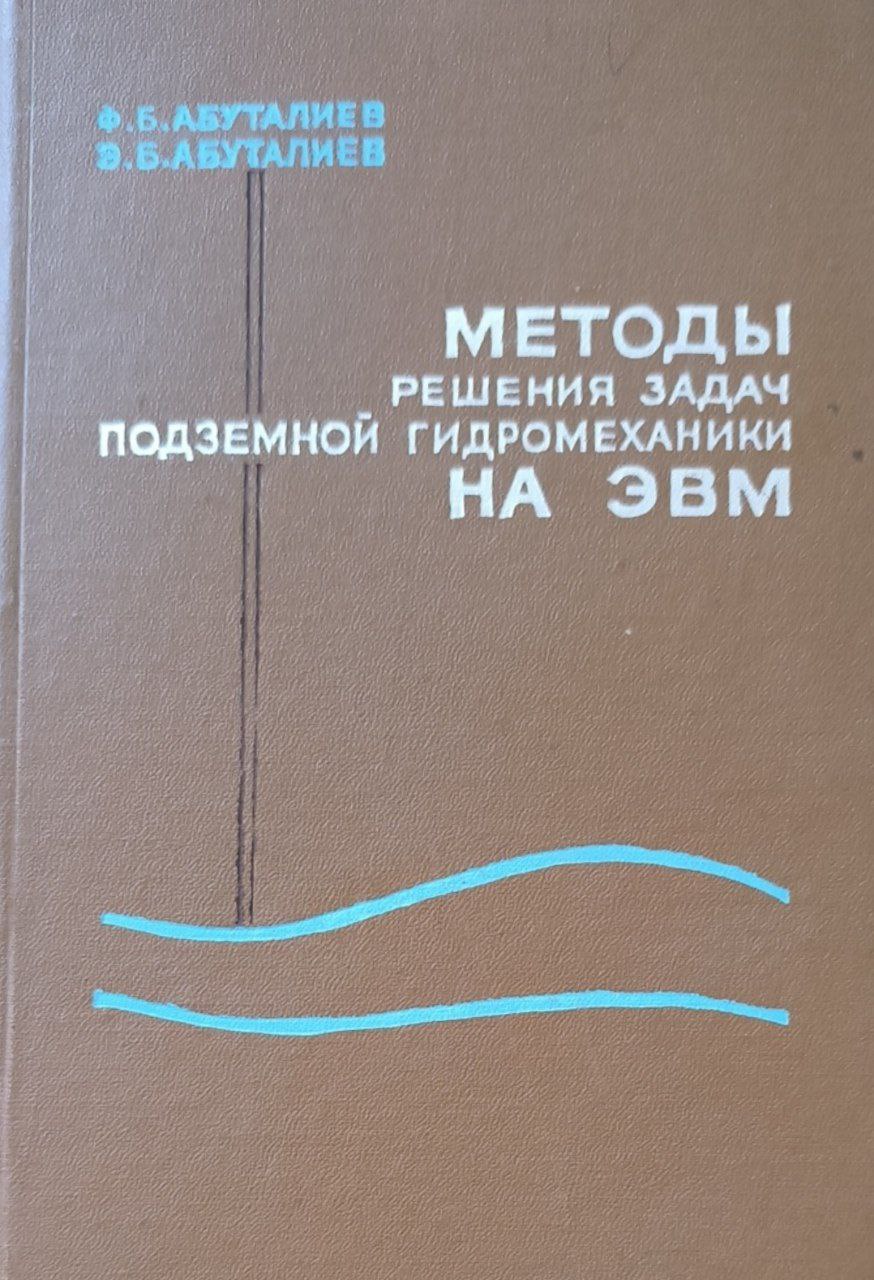 Ф.Б.АБУТАЛИЕВ
Э.Б.АБУТАЛИЕВ
МЕТОДЫ
РЕШЕНИЯ ЗАДАЧ
ПОДЗЕМНОЙ ГИДРОМЕХАНИКИ
НА ЭВМ